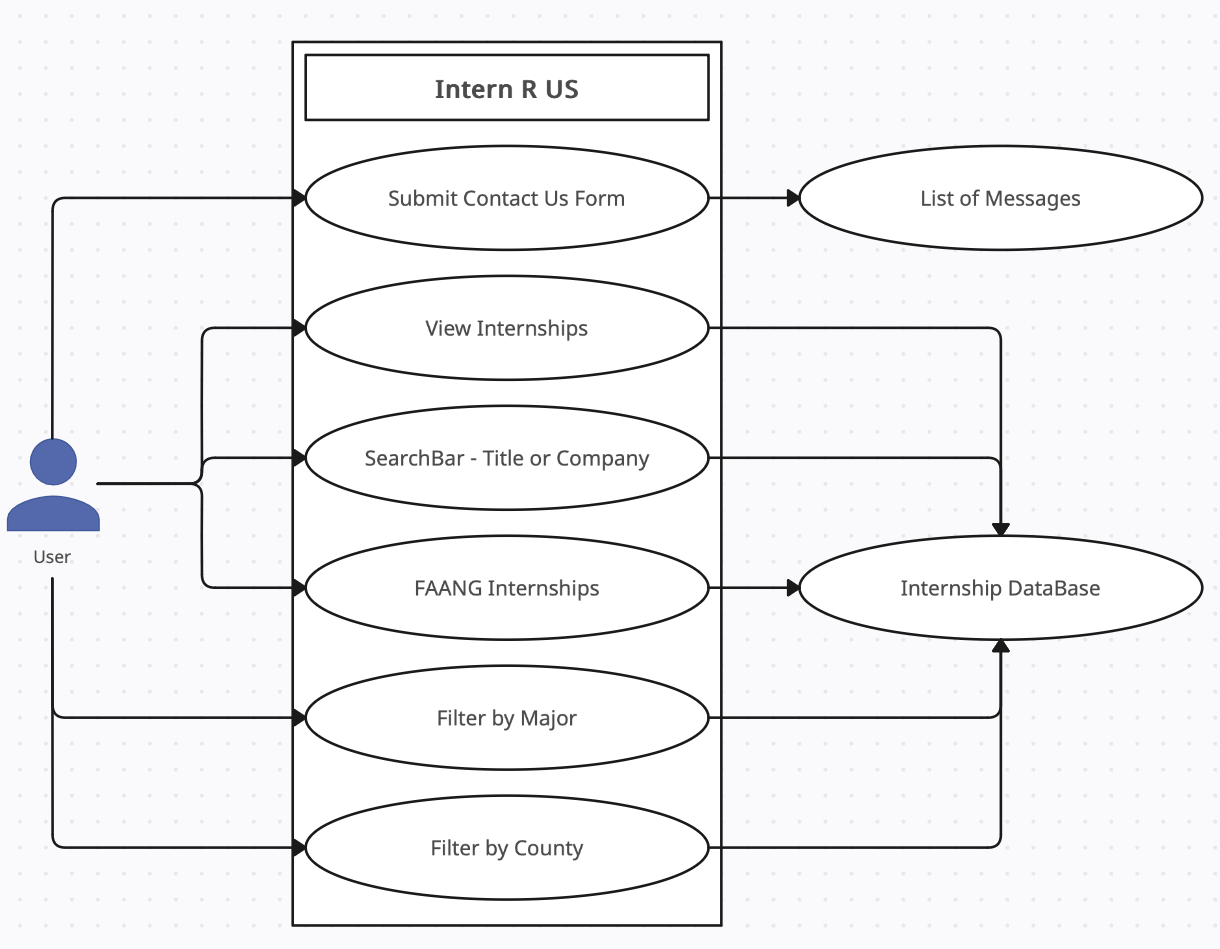 Intern R US
Submit Contact Us Form
List of Messages
View Internships
SearchBar - Title or Company
User
FAANG Internships
Internship DataBase
Filter by Major
Filter by County